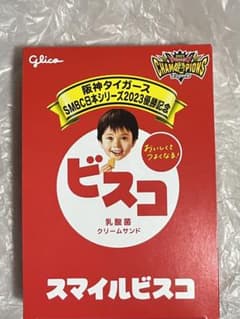 glico
CHAMPIONS
阪神タイガース
SMBC日本シリーズ2023優勝記念
おいしくて
つよくなる!
ビスコ
乳酸菌
クリームサンド
スマイルビスコ